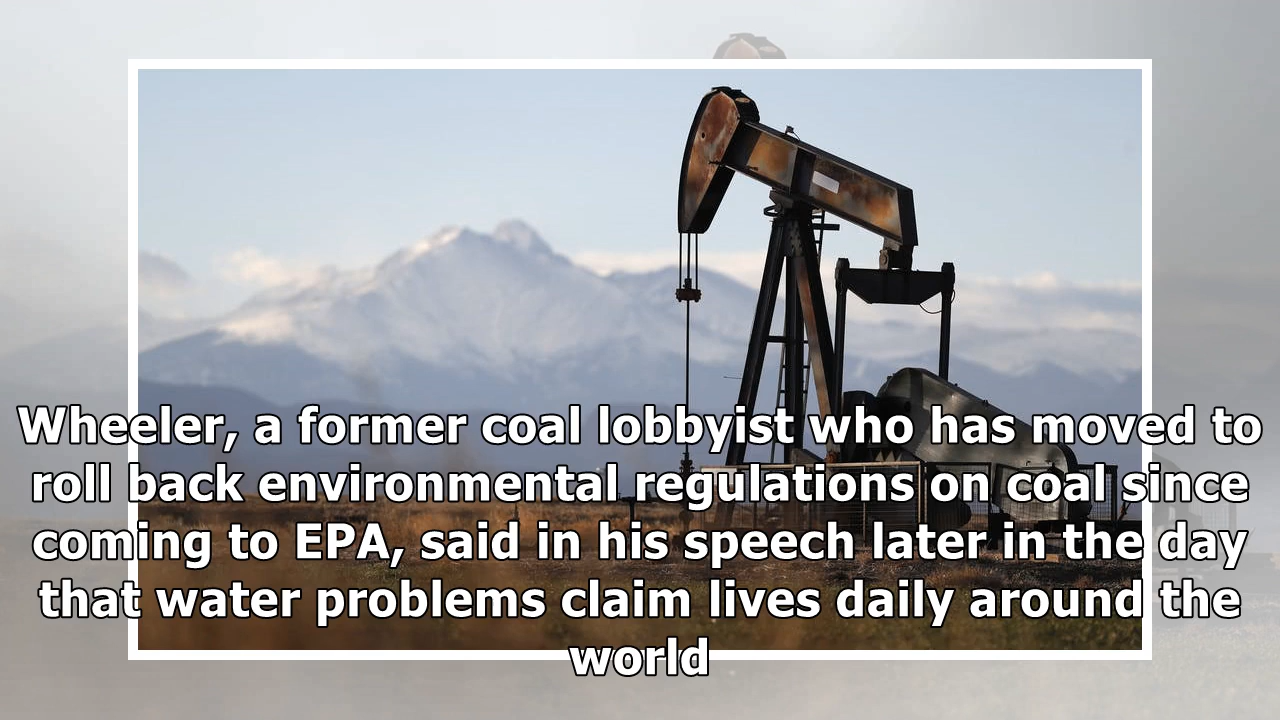 Wheeler, a former coal lobbyist who has moved to
roll back environmental regulations on coal since
coming to EPA, said in his speech later in the day
that water problems claim lives daily around the
world